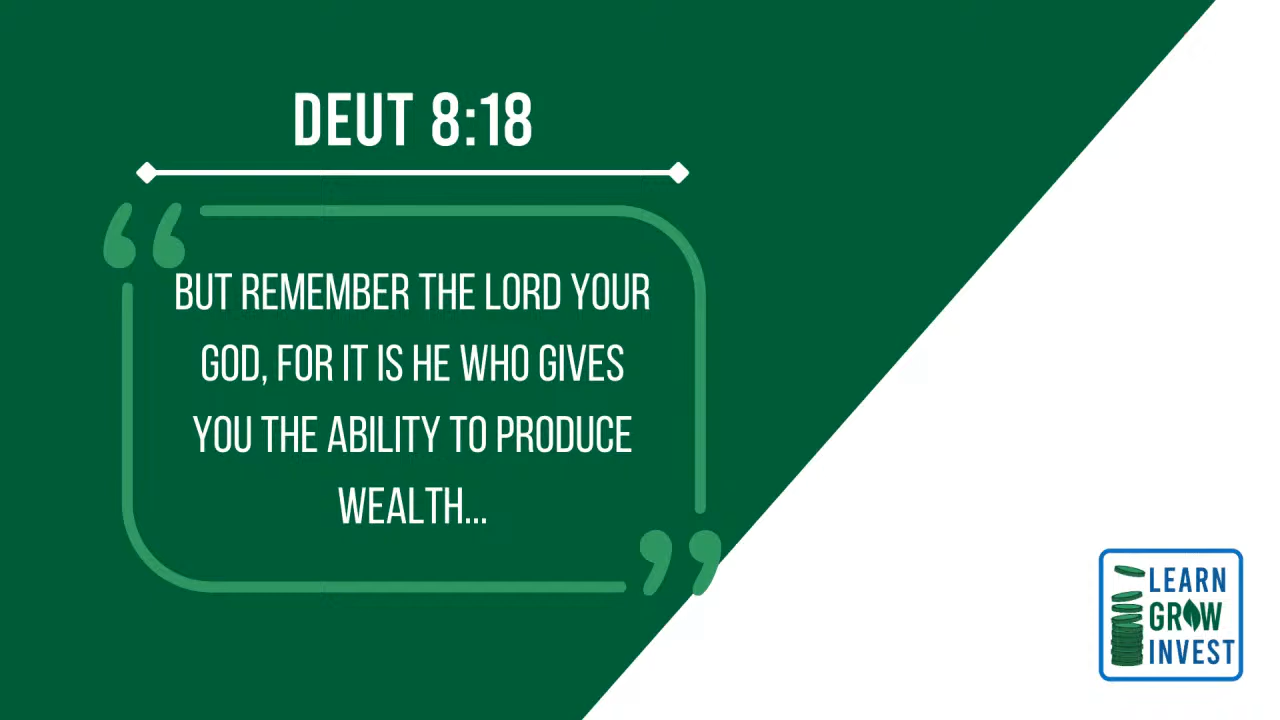 DEUT 8:18
BUT REMEMBER THE LORD YOUR
GOD, FOR IT IS HE WHO GIVES
YOU THE ABILITY TO PRODUCE
WEALTH...
LEARN
GROW
INVEST